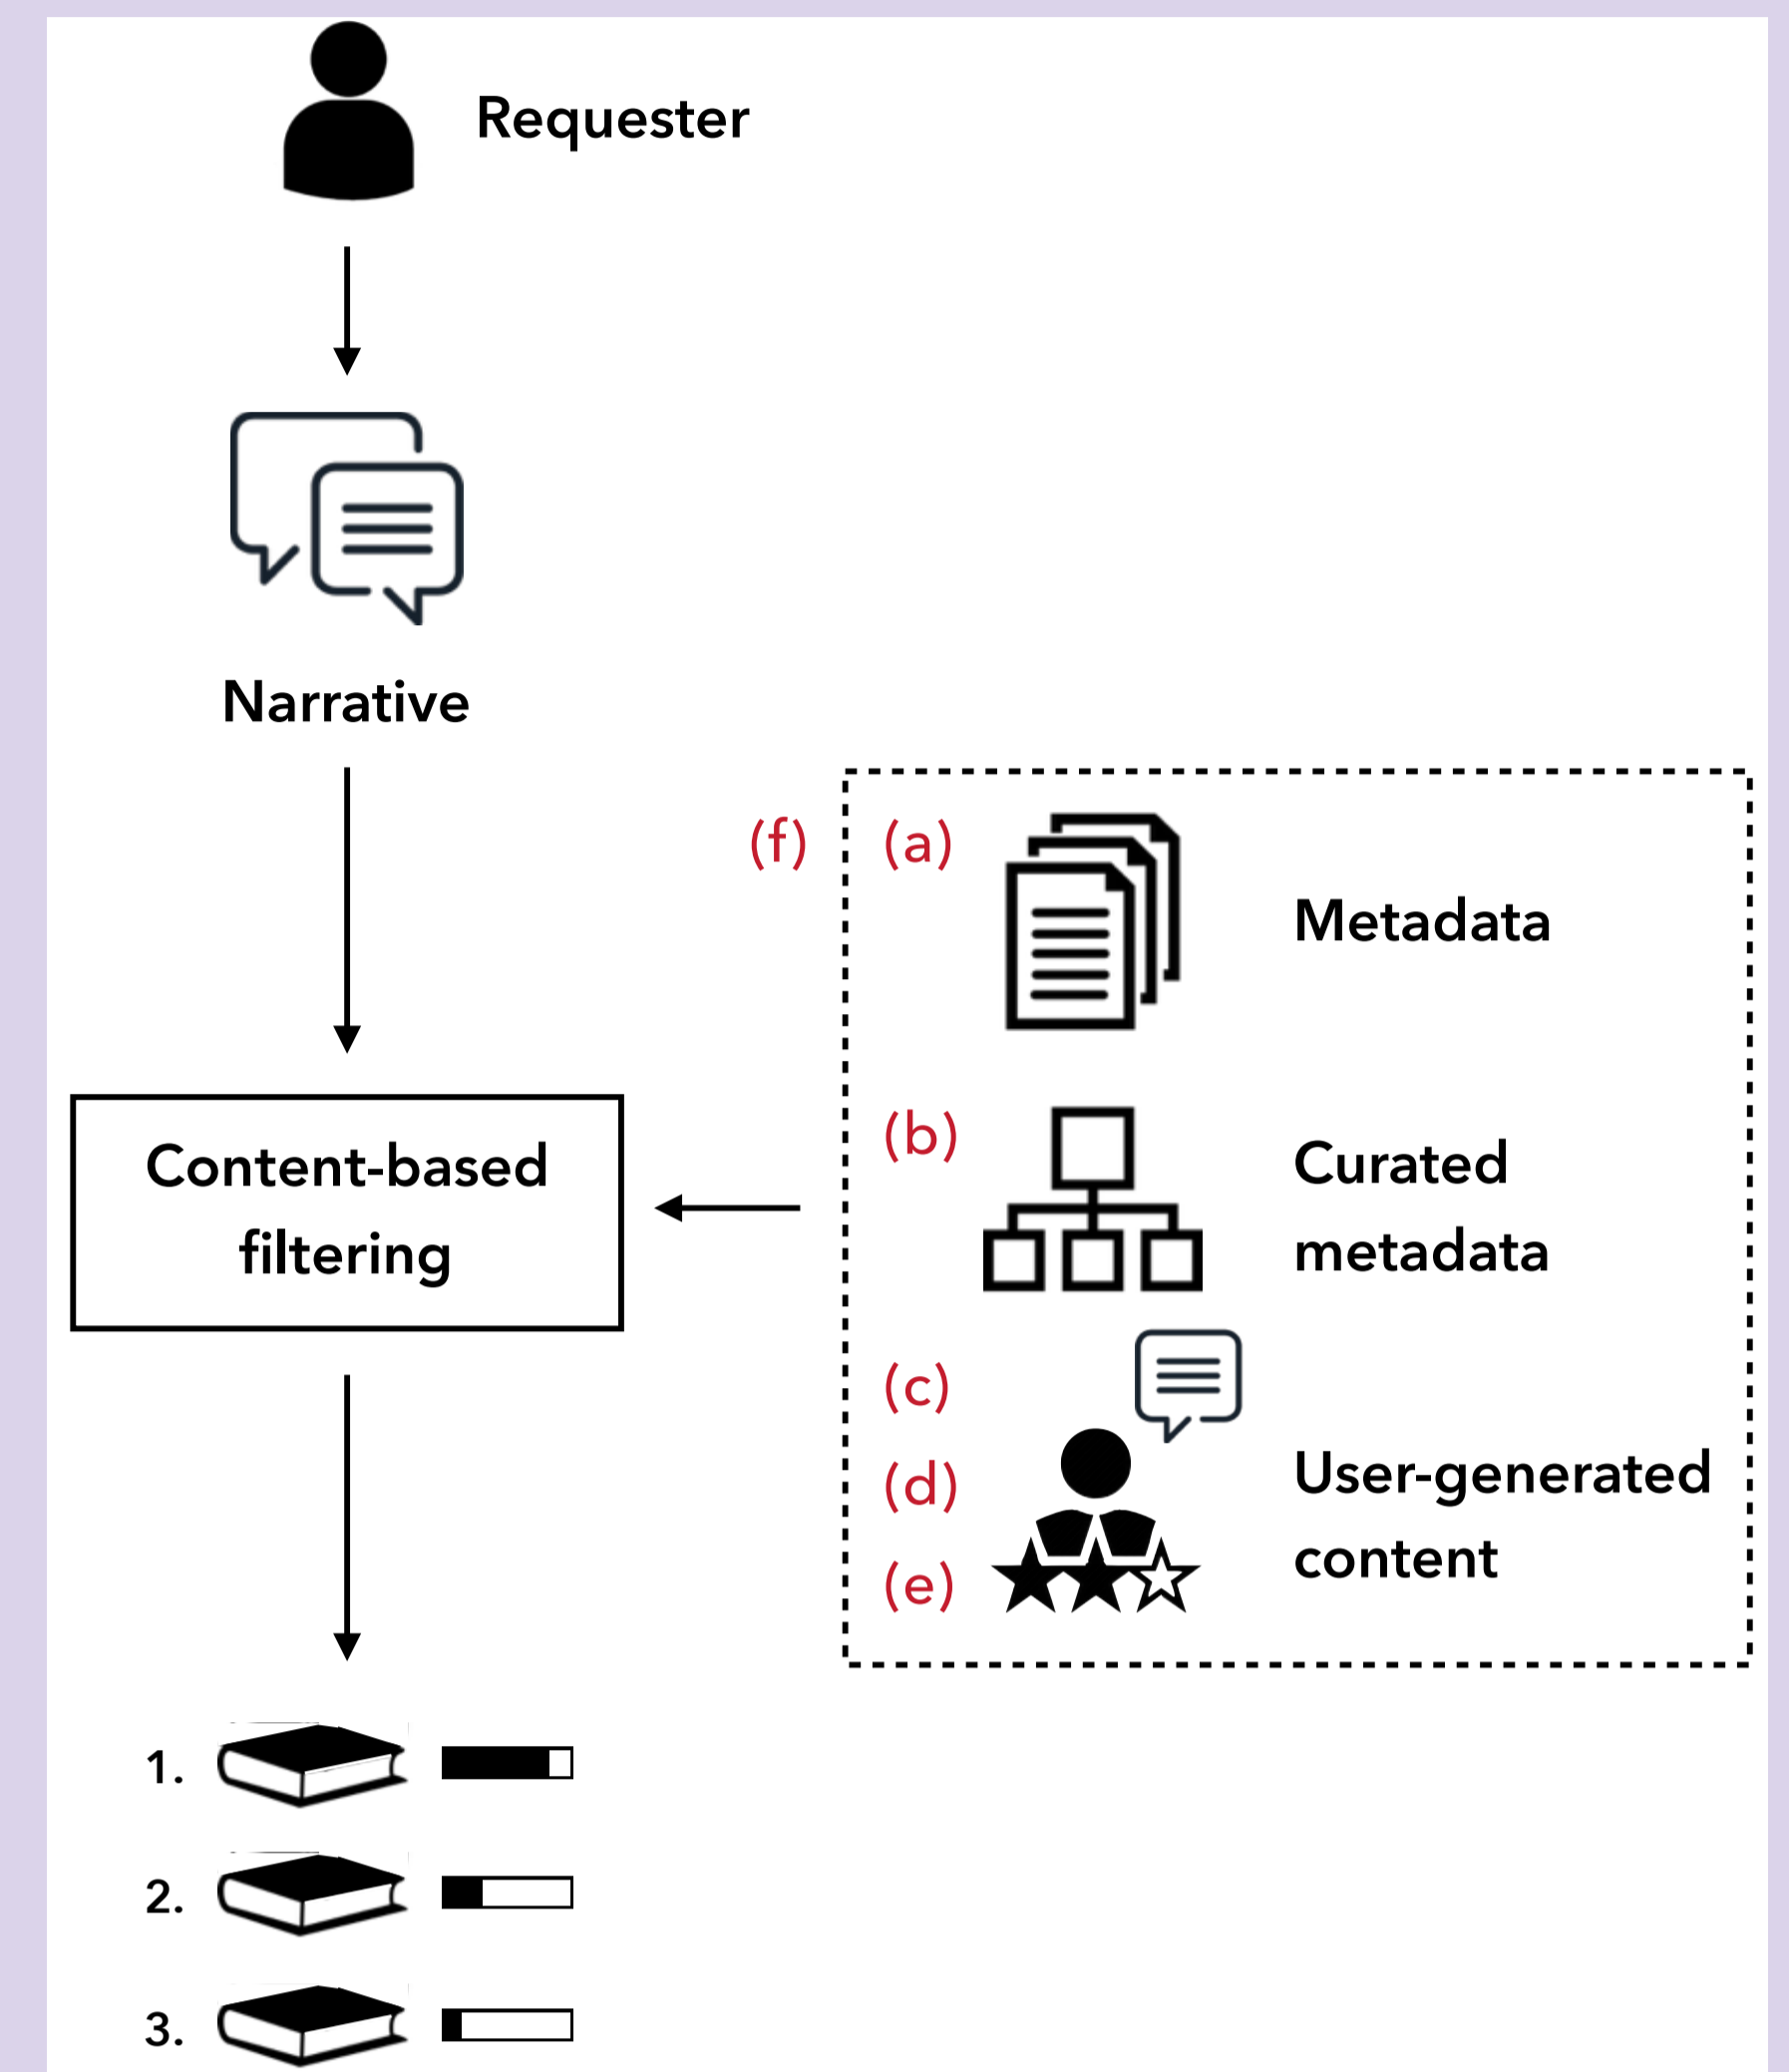 Requester
Narrative
(f)
(a)
Metadata
(b)
Curated
metadata
Content-based
filtering
(c)
(d)
(e)
User-generated
content
1.
2.
3.